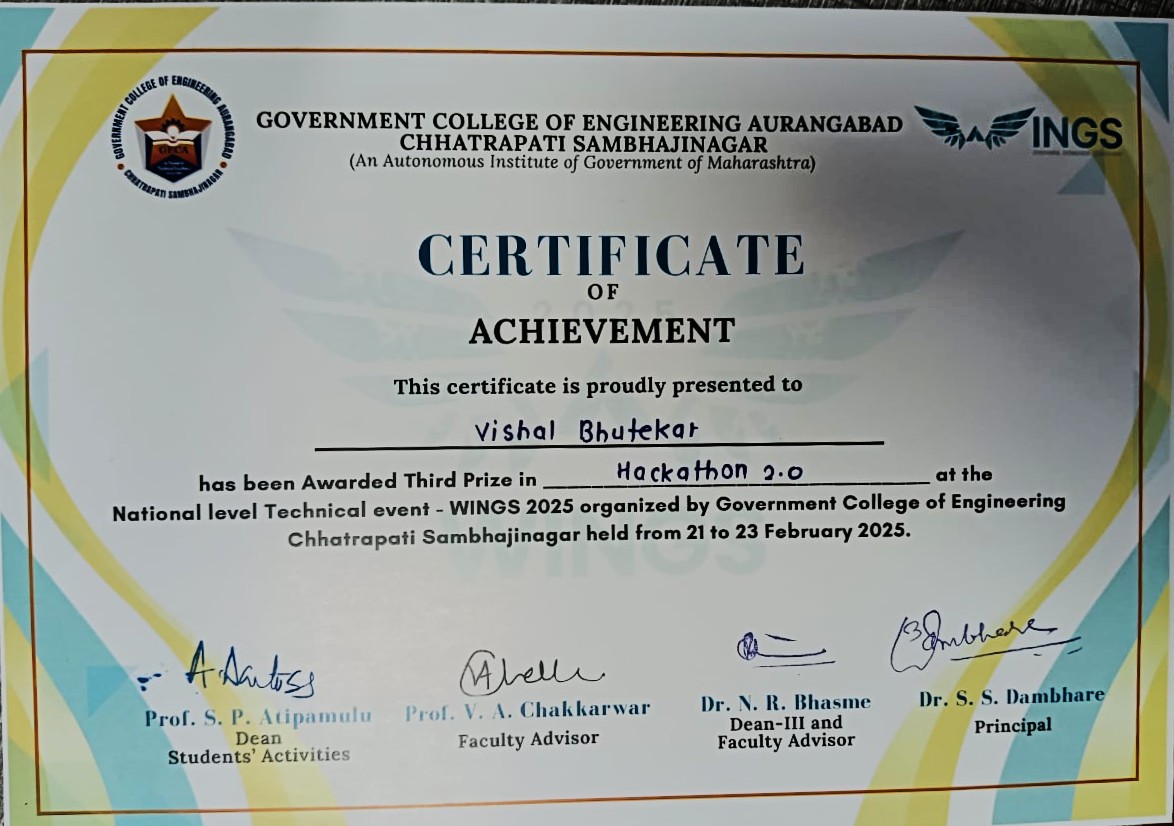 GOVERNMENT COLLEGE OF ENGINEERING AURANGABAD
CHHATRAPATI SAMBHAJINAGAR
GECA
GOVERNMENT COLLEGE OF ENGINEERING AURANGABAD
CHHATRAPATI SAMBHAJINAGAR
(An Autonomous Institute of Government of Maharashtra)
WINGS
CERTIFICATE
OF
2025
ACHIEVEMENT
This certificate is proudly presented to
Vishal Bhutekar
has been Awarded Third Prize in Hackathon 2.0 at the
National level Technical event - WINGS 2025 organized by Government College of Engineering
Chhatrapati Sambhajinagar held from 21 to 23 February 2025.
WINGS
Prof. S. P. Atipamulu
Dean
Students' Activities
Prof. V. A. Chakkarwar
Faculty Advisor
Dr. N. R. Bhasme
Dean-III and
Faculty Advisor
Dr. S. S. Dambhare
Principal